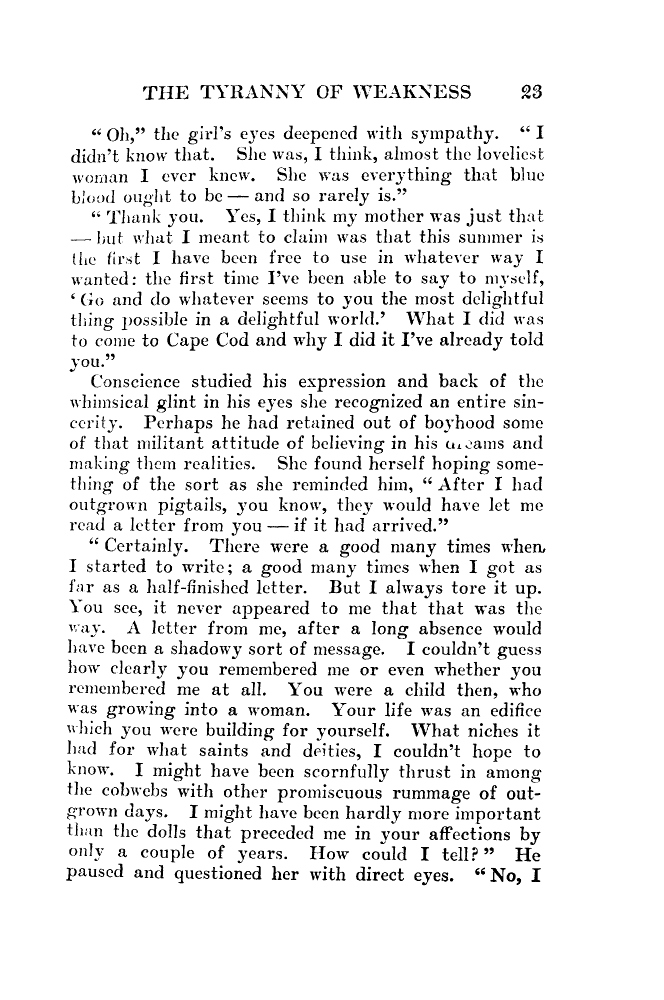 THE TYRANNY OF WEAKNESS 23
“Oh,” the girl's eyes deepened with sympathy. “I
didn't know that. She was, I think, almost the loveliest
woman I ever knew. She was everything that blue
blood ought to be — and so rarely is.”
“Thank you. Yes, I think my mother was just that
— but what I meant to claim was that this summer is
the first I have been free to use in whatever way I
wanted: the first time I've been able to say to myself,
‘Go and do whatever seems to you the most delightful
thing possible in a delightful world.’ What I did was
to come to Cape Cod and why I did it I've already told
you.”
Conscience studied his expression and back of the
whimsical glint in his eyes she recognized an entire sin-
cerity. Perhaps he had retained out of boyhood some
of that militant attitude of believing in his dreams and
making them realities. She found herself hoping some-
thing of the sort as she reminded him, “After I had
outgrown pigtails, you know, they would have let me
read a letter from you — if it had arrived.”
“Certainly. There were a good many times when
I started to write; a good many times when I got as
far as a half-finished letter. But I always tore it up.
You see, it never appeared to me that that was the
way. A letter from me, after a long absence would
have been a shadowy sort of message. I couldn't guess
how clearly you remembered me or even whether you
remembered me at all. You were a child then, who
was growing into a woman. Your life was an edifice
which you were building for yourself. What niches it
had for what saints and deities, I couldn't hope to
know. I might have been scornfully thrust in among
the cobwebs with other promiscuous rummage of out-
grown days. I might have been hardly more important
than the dolls that preceded me in your affections by
only a couple of years. How could I tell?” He
paused and questioned her with direct eyes. “No, I